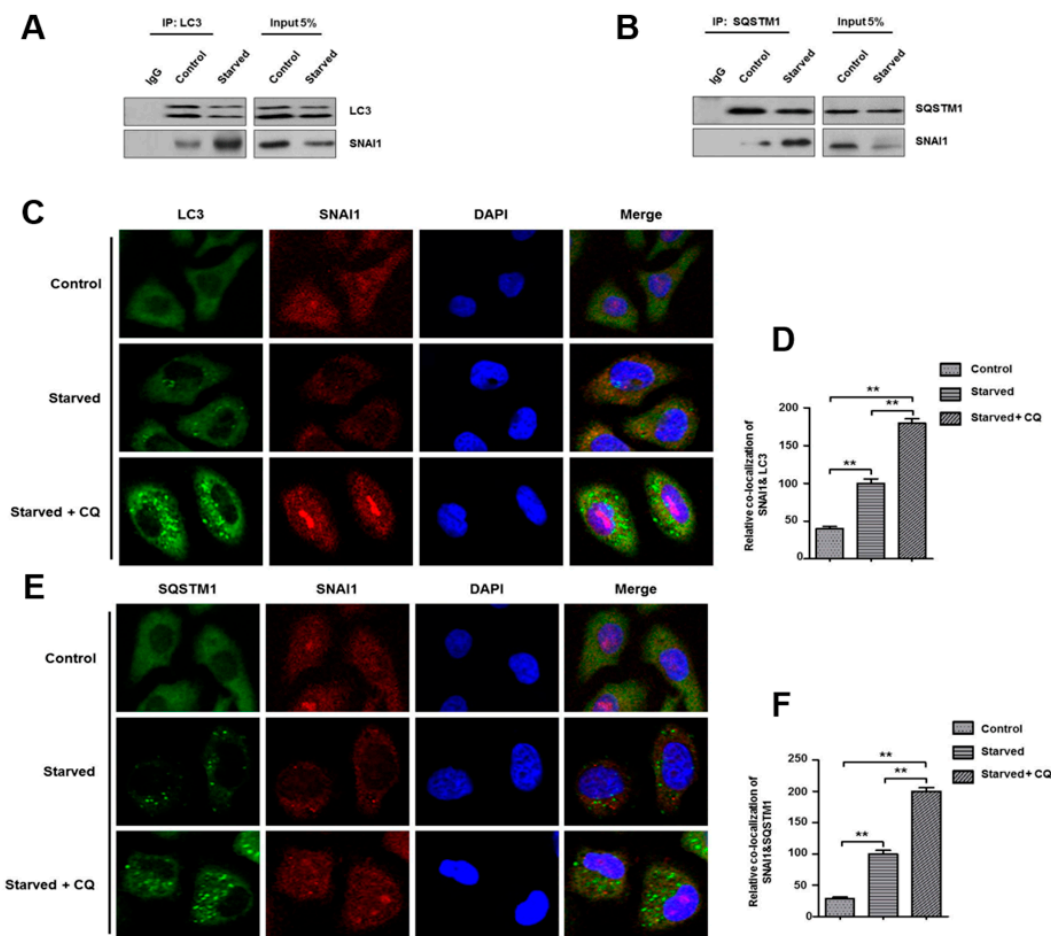 A
IP: LC3 Input 5%
IgG Control Starved Control Starved
LC3
SNAI1
B
IP: SQSTM1 Input 5%
IgG Control Starved Control Starved
SQSTM1
SNAI1
C
LC3 SNAI1 DAPI Merge
Control
Starved
Starved + CQ
D
Control
Starved
Starved + CQ
Relative co-localization of
SNAI1& LC3
200
150
100
50
0
** ** **
E
SQSTM1 SNAI1 DAPI Merge
Control
Starved
Starved + CQ
F
Control
Starved
Starved + CQ
Relative co-localization of
SNAI1&SQSTM1
250
200
150
100
50
0
** ** **